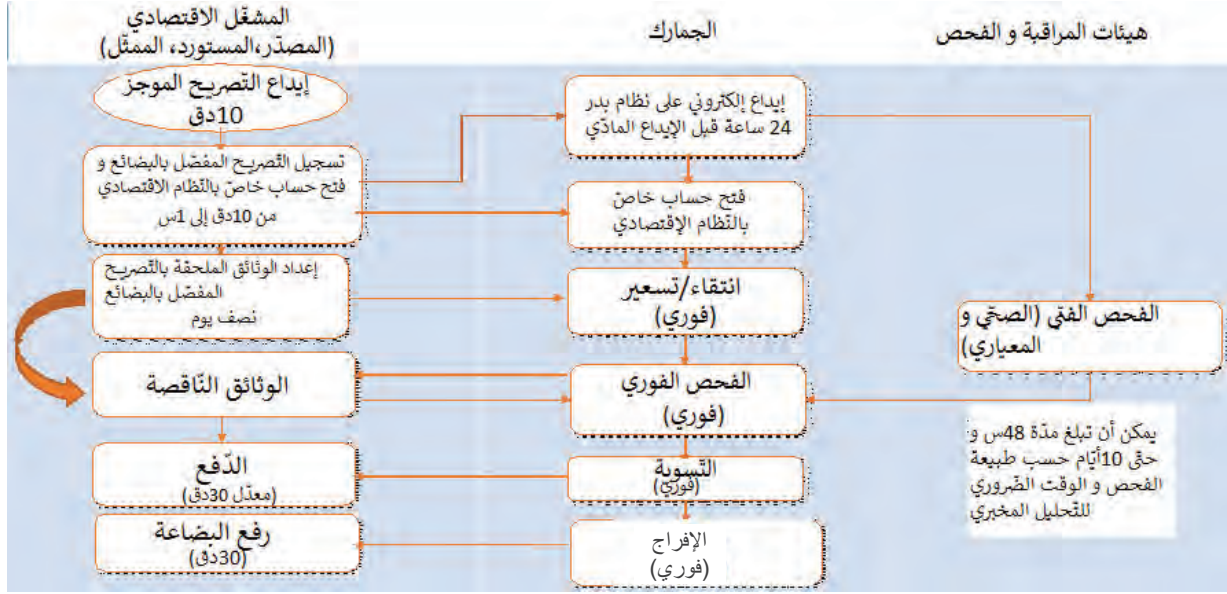 المشغّل الاقتصادي
(المصدّر،المستورد، الممثّل)
الجمارك
هيئات المراقبة و الفحص
إيداع التّصريح الموجز
10دق
تسجيل التّصريح المفصّل بالبضائع و
فتح حساب خاصّ بالنّظام الاقتصادي
من 10دق إلى 1س
إعداد الوثائق الملحقة بالتّصريح
المفصّل بالبضائع
نصف يوم
الوثائق النّاقصة
الدّفع
(معدّل 30دق)
رفع البضاعة
(30دق)
إيداع إلكتروني على نظام بدر
24 ساعة قبل الإيداع المادّي
فتح حساب خاصّ
بالنّظام الإقتصادي
انتقاء/تسعير
(فوري)
الفحص الفوري
(فوري)
التّسوية
(فوري)
الإفراج
(فوري)
الفحص الفنّي (الصحّي و
المعياري)
يمكن أن تبلغ مدّة 48س و
حتّى 10أيّام حسب طبيعة
الفحص و الوقت الضّروري
للتّحليل المخبري